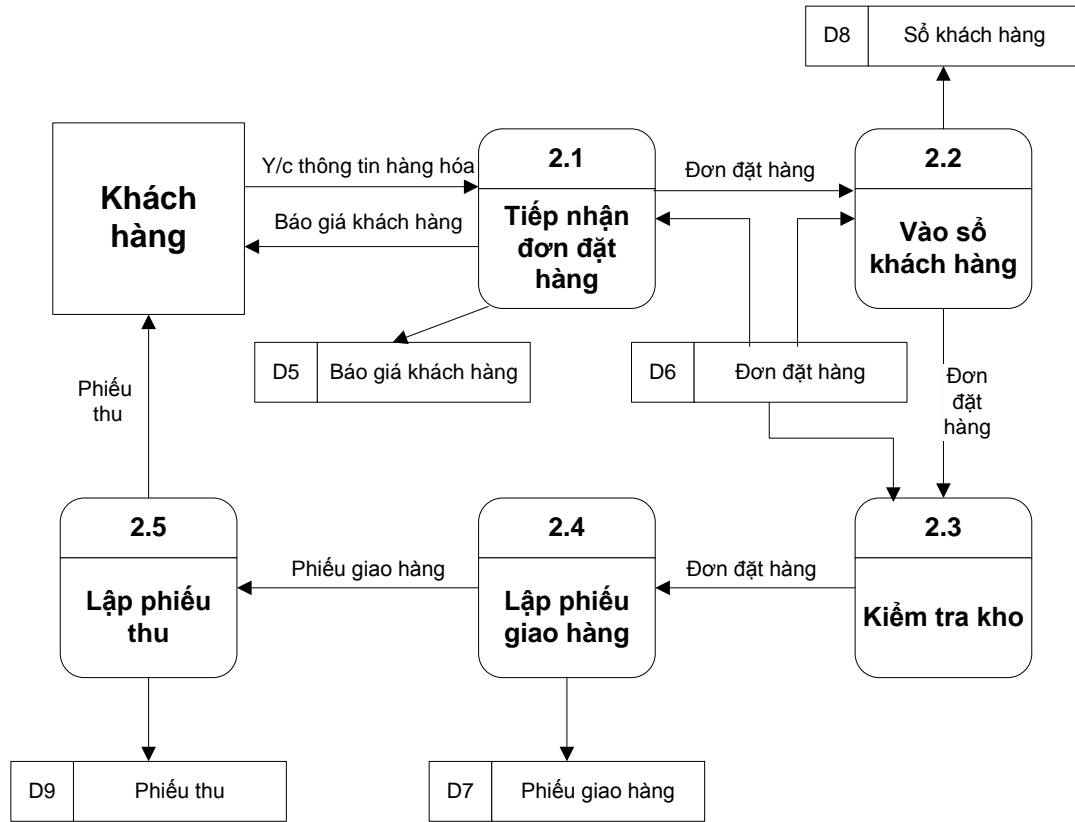 D8
Sổ khách hàng
Khách
hàng
Y/c thông tin hàng hóa
Báo giá khách hàng
2.1
Tiếp nhận
đơn đặt
hàng
Đơn đặt hàng
2.2
Vào sổ
khách hàng
D5
Báo giá khách hàng
D6
Đơn đặt hàng
Phiếu
thu
Đơn
đặt
hàng
2.5
Lập phiếu
thu
Phiếu giao hàng
2.4
Lập phiếu
giao hàng
Đơn đặt hàng
2.3
Kiểm tra kho
D9
Phiếu thu
D7
Phiếu giao hàng